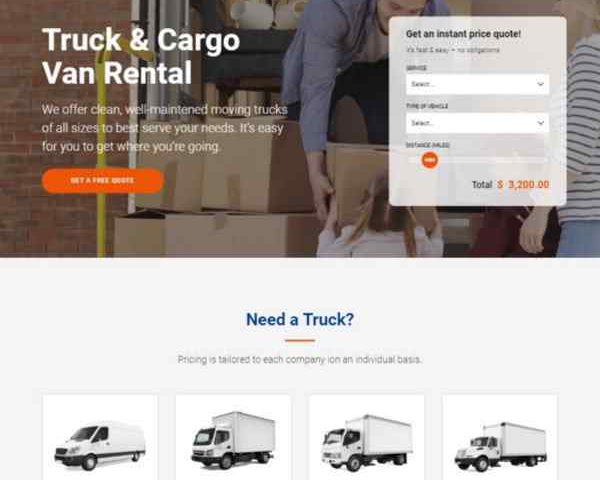 Truck & Cargo
Van Rental
We offer clean, well-maintened moving trucks
of all sizes to best serve your needs. It's easy
for you to get where you're going.
GET A FREE QUOTE
Get an instant price quote!
It's fast & easy + no obligations
SERVICE
Select...
TYPE OF VEHICLE
Select...
DISTANCE (MILES)
Total $ 3,200.00
Need a Truck?
Pricing is tailored to each company ion an individual basis.